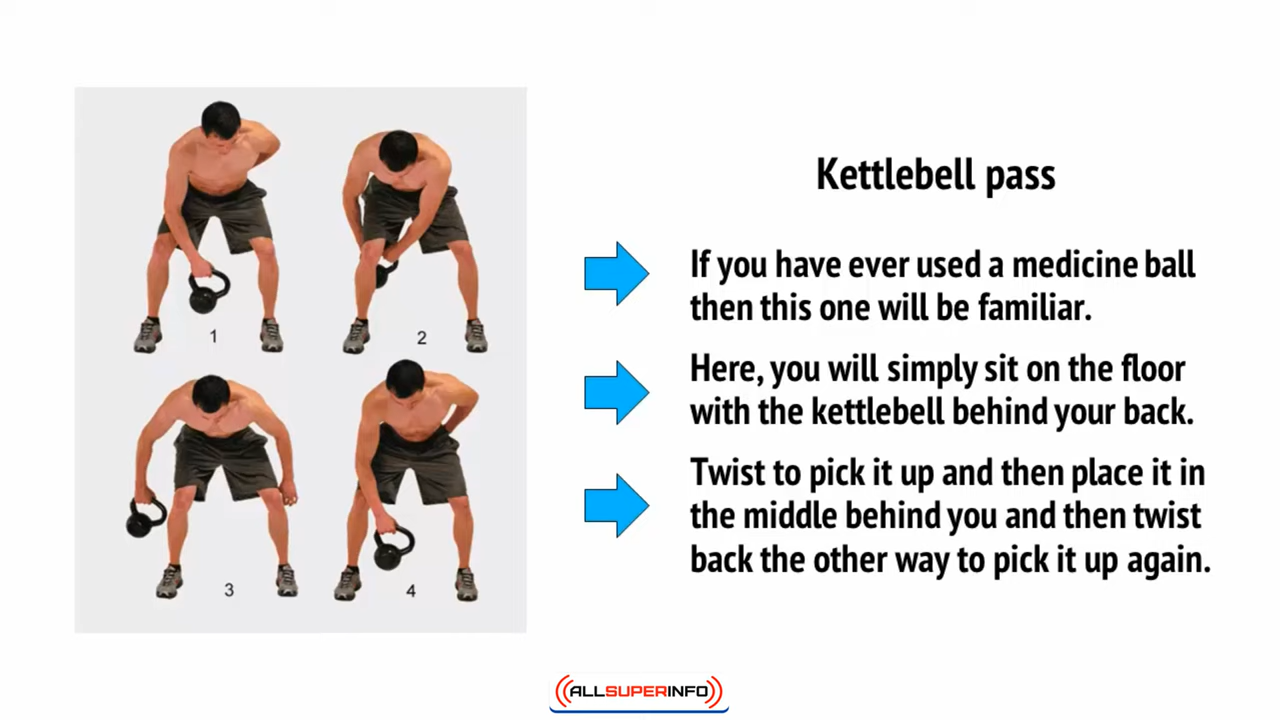 Kettlebell pass
If you have ever used a medicine ball
then this one will be familiar.
Here, you will simply sit on the floor
with the kettlebell behind your back.
Twist to pick it up and then place it in
the middle behind you and then twist
back the other way to pick it up again.
1
2
3
4
ALLSUPERINFO